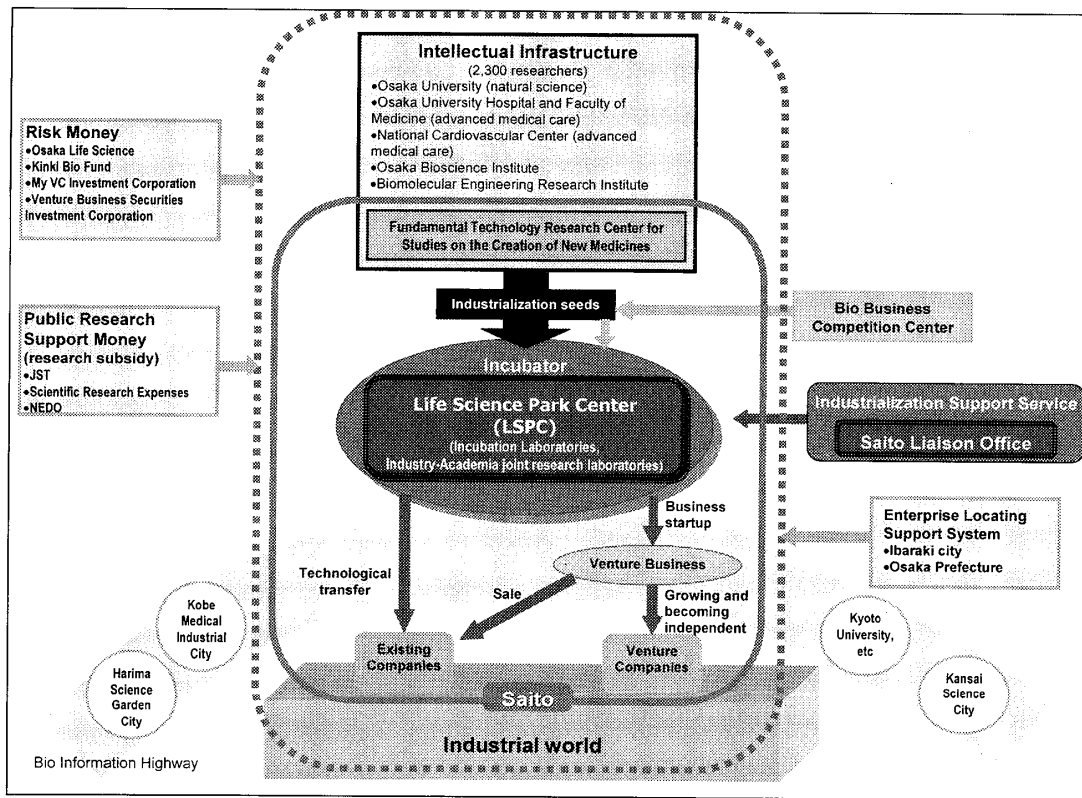 Intellectual Infrastructure
(2,300 researchers)
•Osaka University (natural science)
•Osaka University Hospital and Faculty of
Medicine (advanced medical care)
•National Cardiovascular Center (advanced
medical care)
•Osaka Bioscience Institute
•Biomolecular Engineering Research Institute
Fundamental Technology Research Center for
Studies on the Creation of New Medicines
Risk Money
•Osaka Life Science
•Kinki Bio Fund
•My VC Investment Corporation
•Venture Business Securities
Investment Corporation
Industrialization seeds
Bio Business
Competition Center
Public Research
Support Money
(research subsidy)
•JST
•Scientific Research Expenses
•NEDO
Incubator
Life Science Park Center
(LSPC)
(Incubation Laboratories,
Industry-Academia joint research laboratories)
Industrialization Support Service
Saito Liaison Office
Enterprise Locating
Support System
•Ibaraki city
•Osaka Prefecture
Business
startup
Venture Business
Technological
transfer
Sale
Growing and
becoming
independent
Existing
Companies
Venture
Companies
Kobe
Medical
Industrial
City
Harima
Science
Garden
City
Kyoto
University,
etc
Kansai
Science
City
Saito
Industrial world
Bio Information Highway